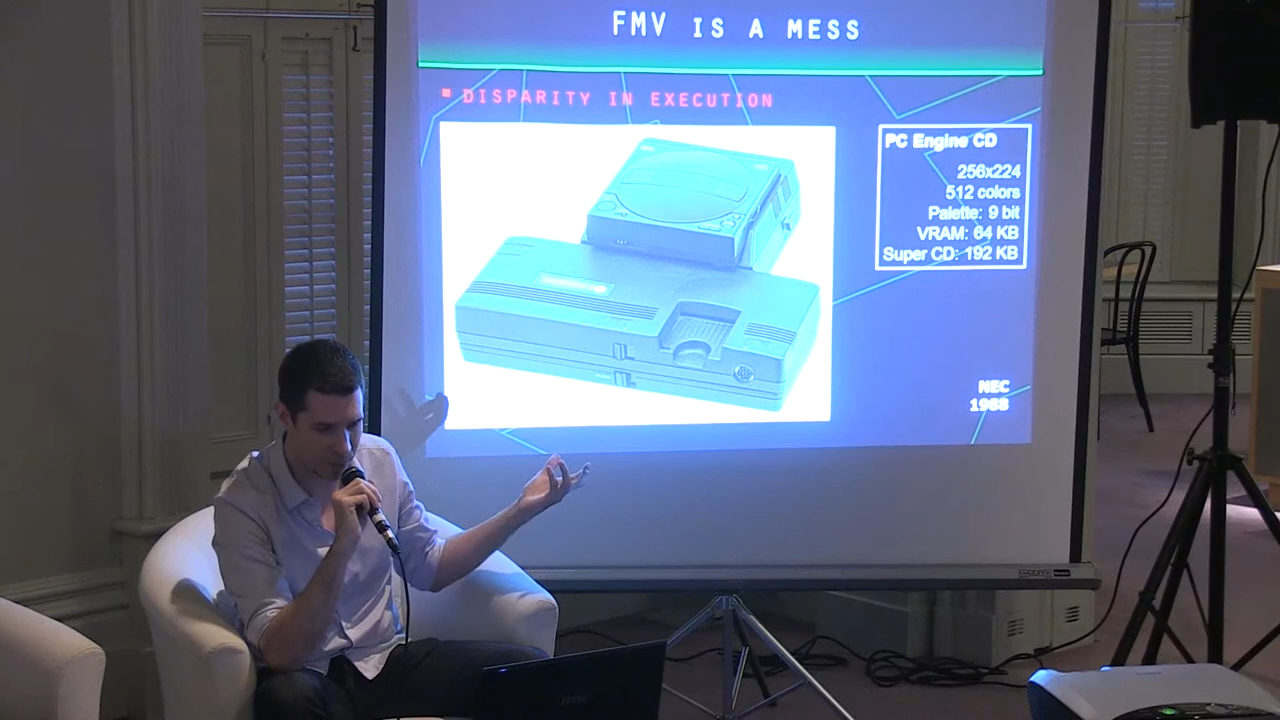 FMV IS A MESS
DISPARITY IN EXECUTION
PC Engine CD
256x224
512 colors
Palette: 9 bit
VRAM: 64 KB
Super CD: 192 KB
NEC
1988
msi